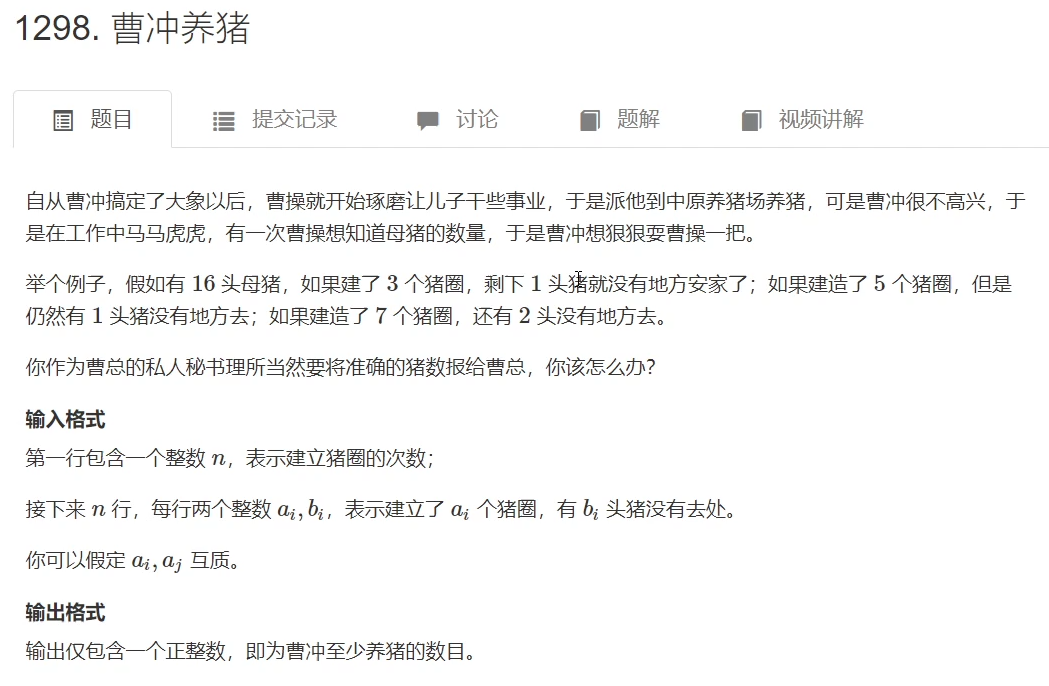 1298. 曹冲养猪
题目 提交记录 讨论 题解 视频讲解
自从曹冲搞定了大象以后，曹操就开始琢磨让儿子干些事业，于是派他到中原养猪场养猪，可是曹冲很不高兴，于
是在工作中马马虎虎，有一次曹操想知道母猪的数量，于是曹冲想狠狠耍曹操一把。
举个例子，假如有 16 头母猪，如果建了 3 个猪圈，剩下 1 头猪就没有地方安家了；如果建造了 5 个猪圈，但是
仍然有 1 头猪没有地方去；如果建造了 7 个猪圈，还有 2 头没有地方去。
你作为曹总的私人秘书理所当然要将准确的猪数报给曹总，你该怎么办？
输入格式
第一行包含一个整数 n，表示建立猪圈的次数；
接下来 n 行，每行两个整数 aᵢ, bᵢ，表示建立了 aᵢ 个猪圈，有 bᵢ 头猪没有去处。
你可以假定 aᵢ, aⱼ 互质。
输出格式
输出仅包含一个正整数，即为曹冲至少养猪的数目。